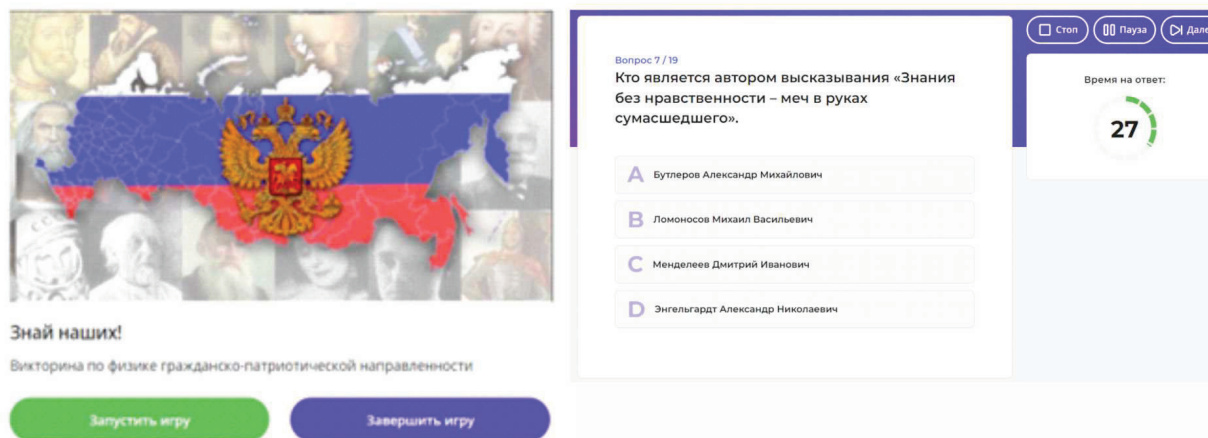 Знай наших!
Викторина по физике гражданско-патриотической направленности
Запустить игру
Завершить игру
Вопрос 7 / 19
Кто является автором высказывания «Знания
без нравственности – меч в руках
сумасшедшего».
A Бутлеров Александр Михайлович
B Ломоносов Михаил Васильевич
C Менделеев Дмитрий Иванович
D Энгельгардт Александр Николаевич
Стоп
Пауза
Дале
Время на ответ:
27